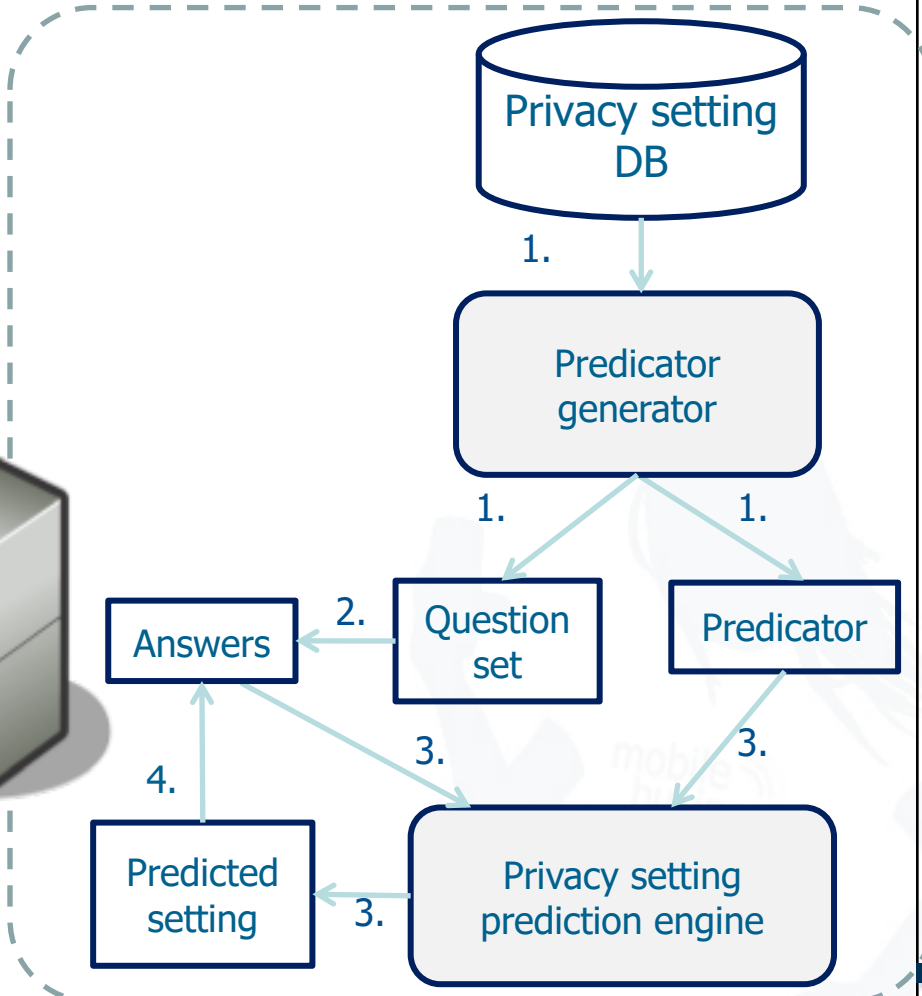 Privacy setting
DB
1.
Predicator
generator
1.
1.
Answers
2.
Question
set
Predicator
3.
3.
4.
Predicted
setting
3.
Privacy setting
prediction engine
mobile